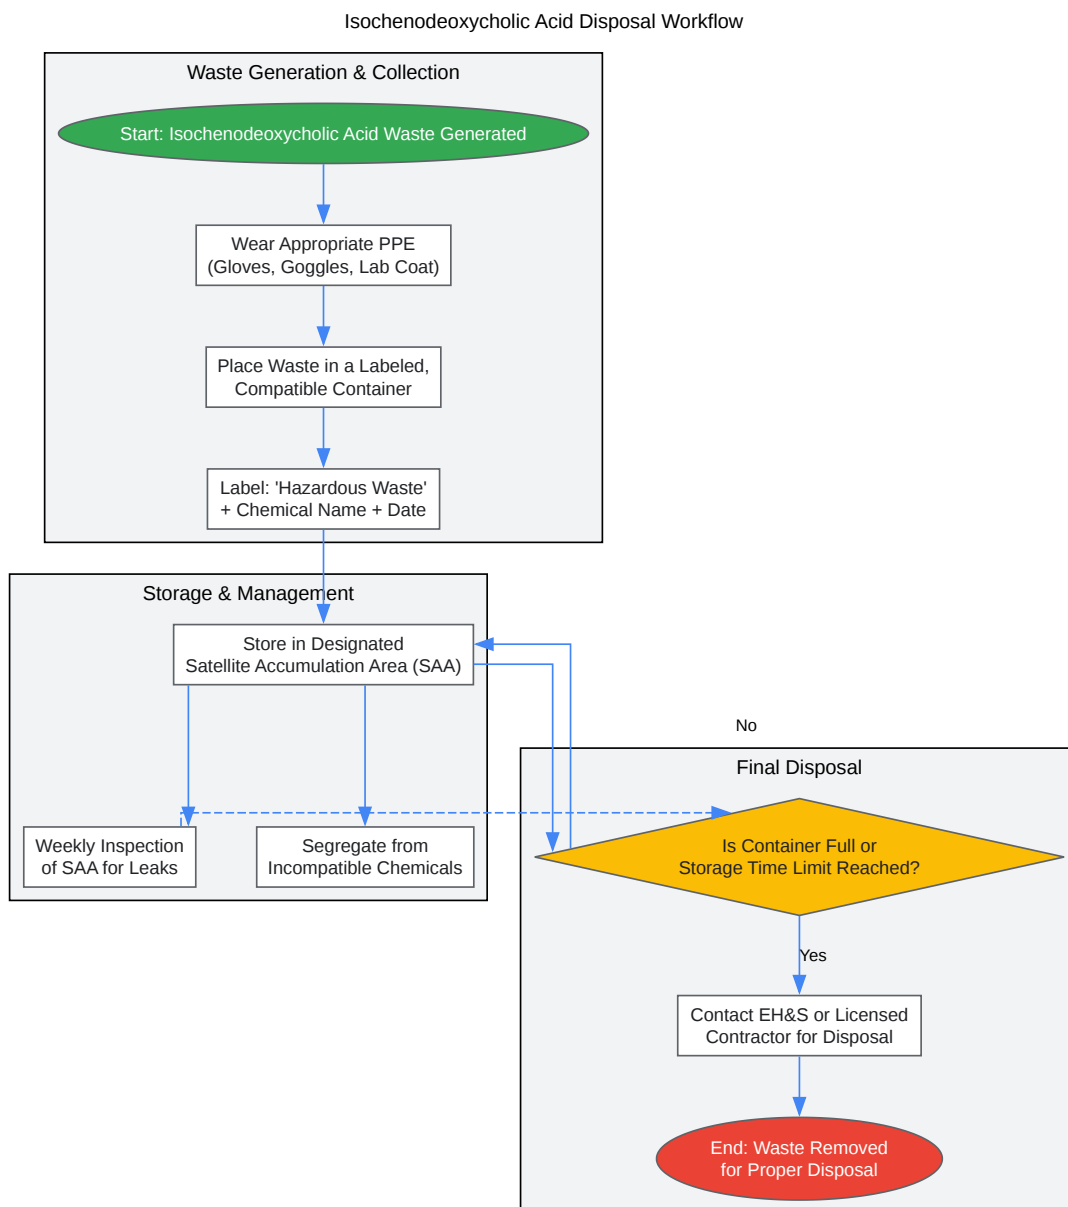 Isochenodeoxycholic Acid Disposal Workflow
Waste Generation & Collection
Start: Isochenodeoxycholic Acid Waste Generated
Wear Appropriate PPE
(Gloves, Goggles, Lab Coat)
Place Waste in a Labeled,
Compatible Container
Label: 'Hazardous Waste'
+ Chemical Name + Date
Storage & Management
Store in Designated
Satellite Accumulation Area (SAA)
Weekly Inspection
of SAA for Leaks
Segregate from
Incompatible Chemicals
No
Final Disposal
Is Container Full or
Storage Time Limit Reached?
Yes
Contact EH&S or Licensed
Contractor for Disposal
End: Waste Removed
for Proper Disposal